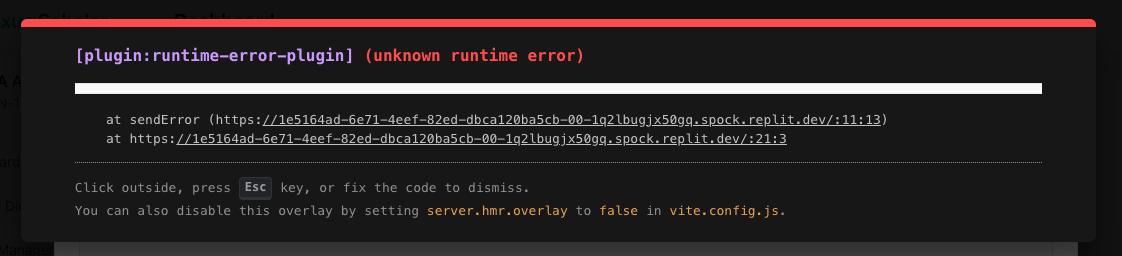 Dashboard
[plugin:runtime-error-plugin] (unknown runtime error)
at sendError (https://1e5164ad-6e71-4eef-82ed-dbca120ba5cb-00-1q2lbugjx50gq.spock.replit.dev/:11:13)
at https://1e5164ad-6e71-4eef-82ed-dbca120ba5cb-00-1q2lbugjx50gq.spock.replit.dev/:21:3
Click outside, press Esc key, or fix the code to dismiss.
You can also disable this overlay by setting server.hmr.overlay to false in vite.config.js.